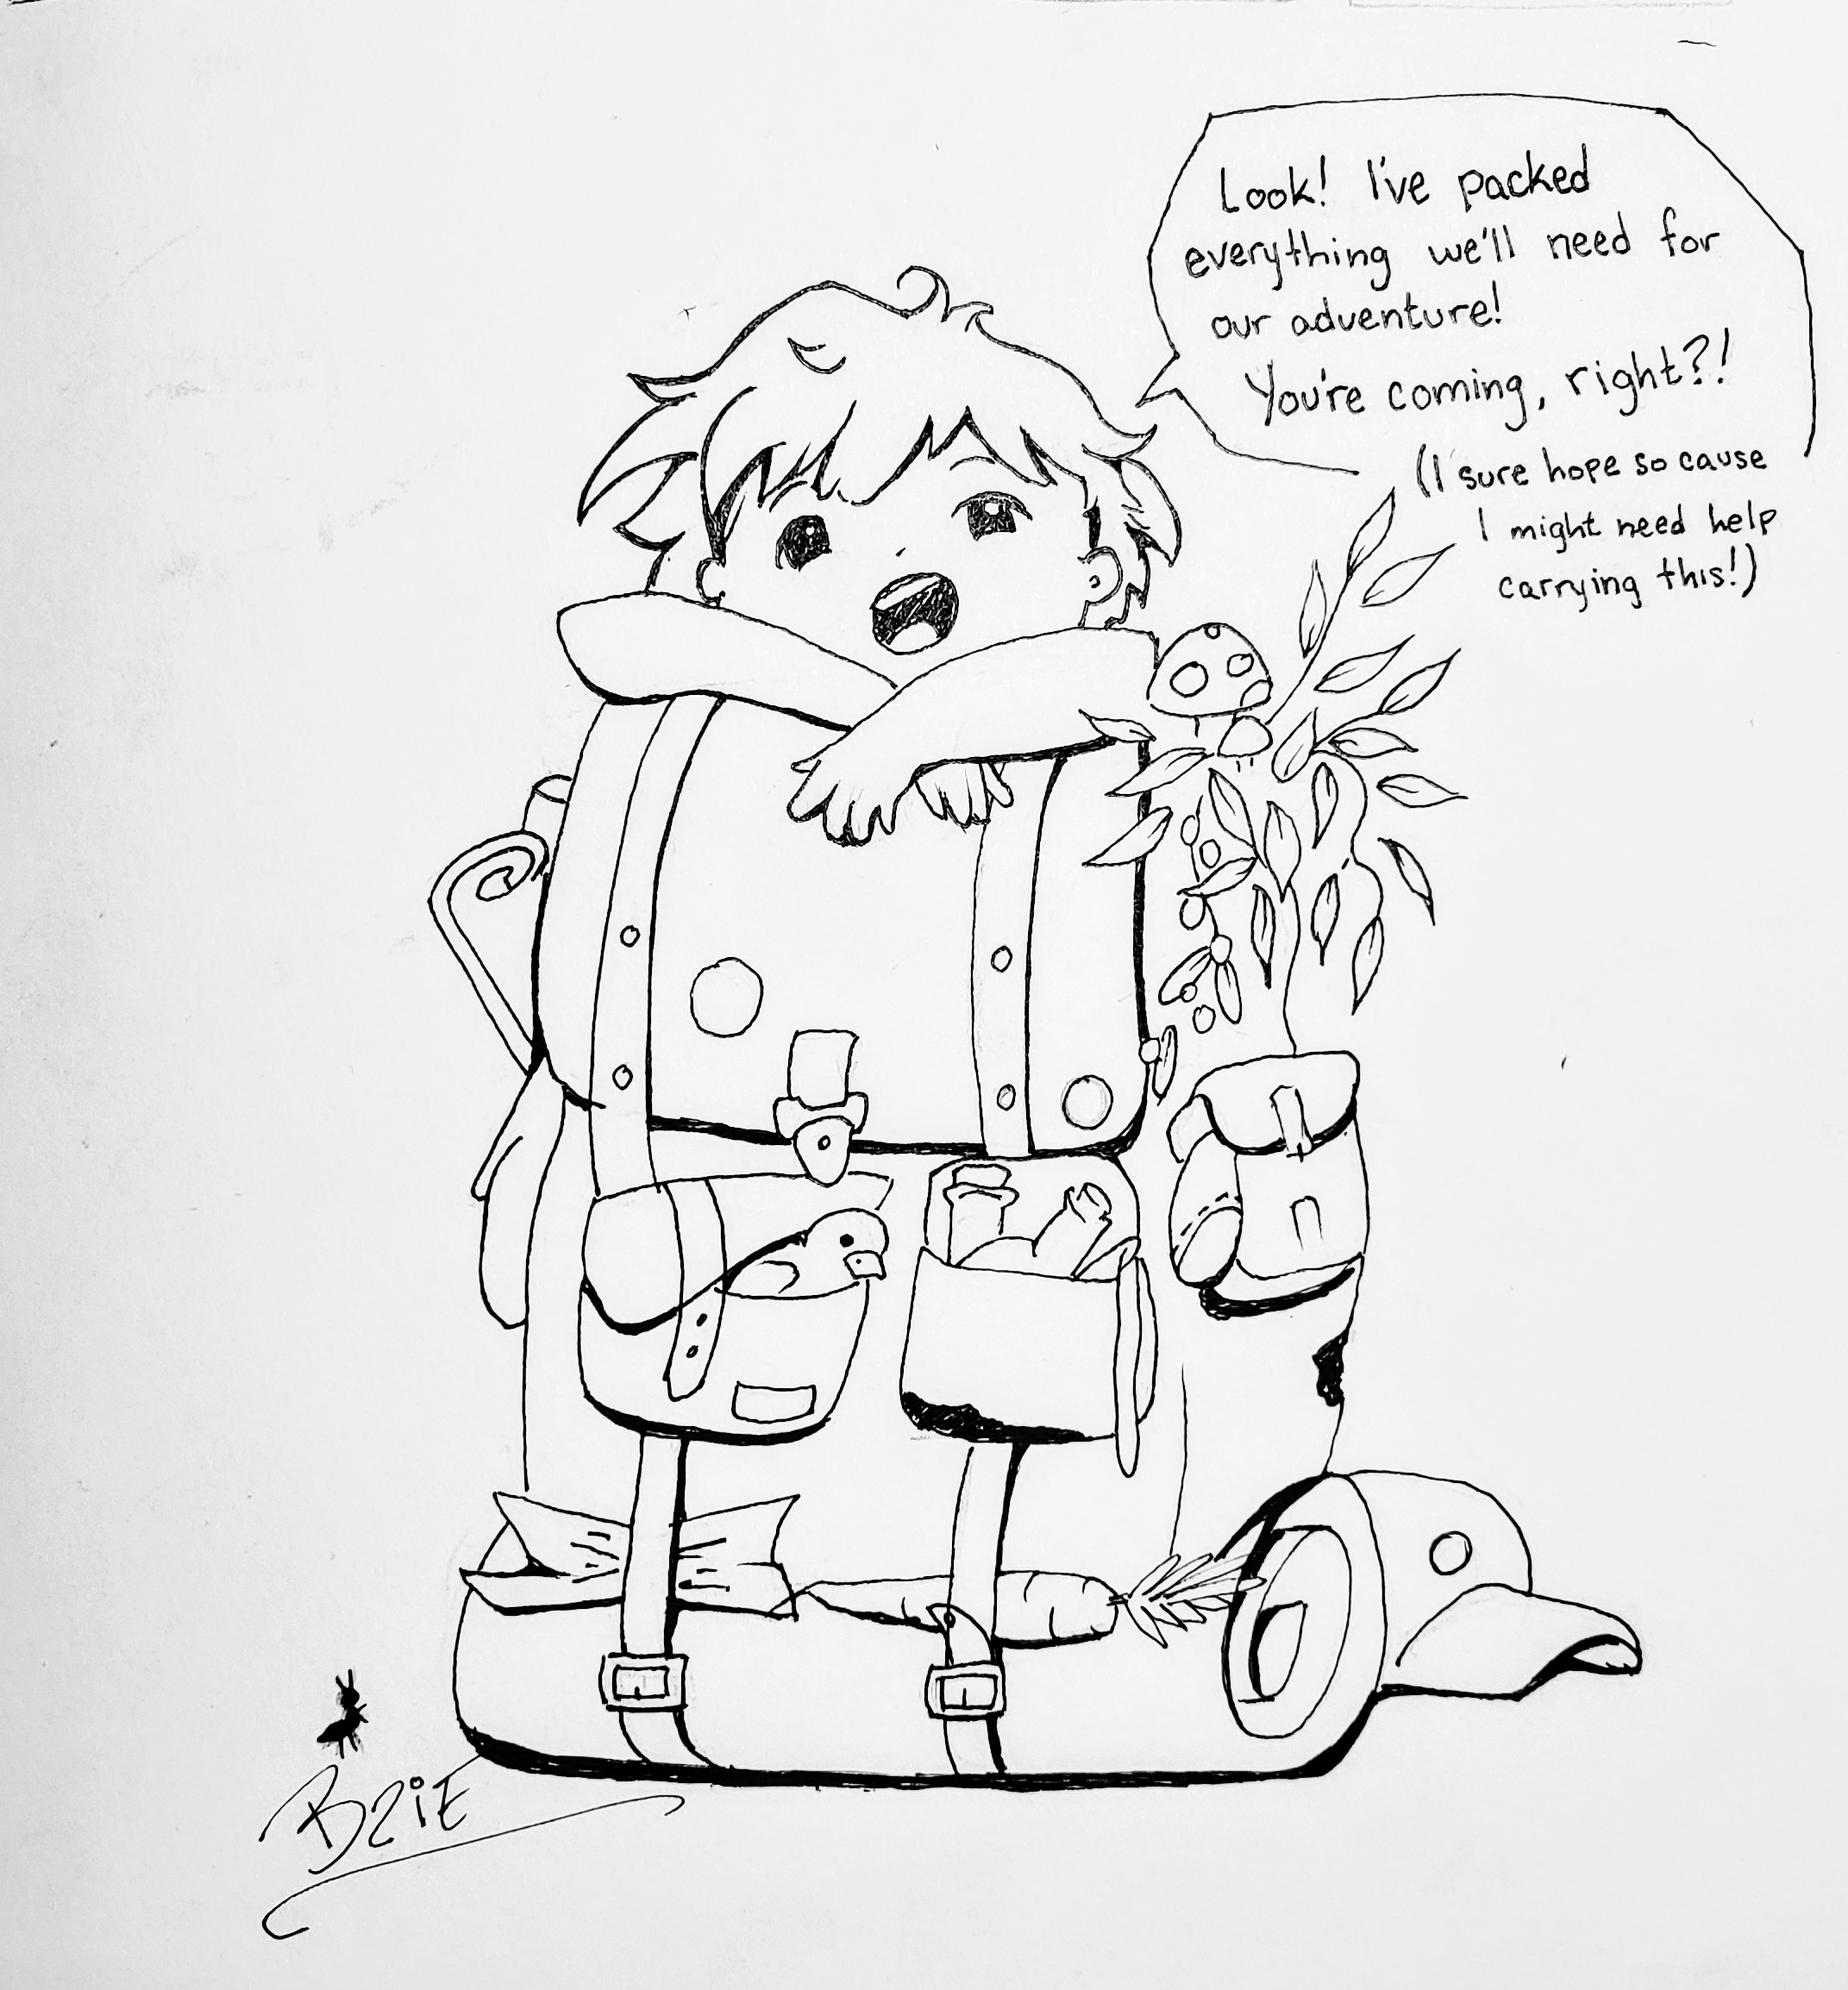 Look! I've packed
everything we'll need for
our adventure!
You're coming, right?!
(I sure hope so cause
I might need help
carrying this!)
BziE